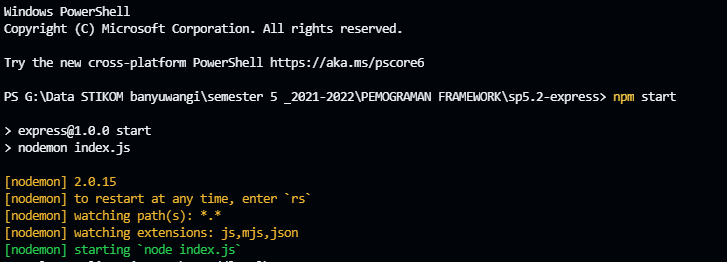 Windows PowerShell
Copyright (C) Microsoft Corporation. All rights reserved.
Try the new cross-platform PowerShell https://aka.ms/pscore6
PS G:\Data STIKOM banyuwangi\semester 5 _2021-2022\PEMOGRAMAN FRAMEWORK\sp5.2-express> npm start
> express@1.0.0 start
> nodemon index.js
[nodemon] 2.0.15
[nodemon] to restart at any time, enter `rs`
[nodemon] watching path(s): *.*
[nodemon] watching extensions: js,mjs,json
[nodemon] starting `node index.js`